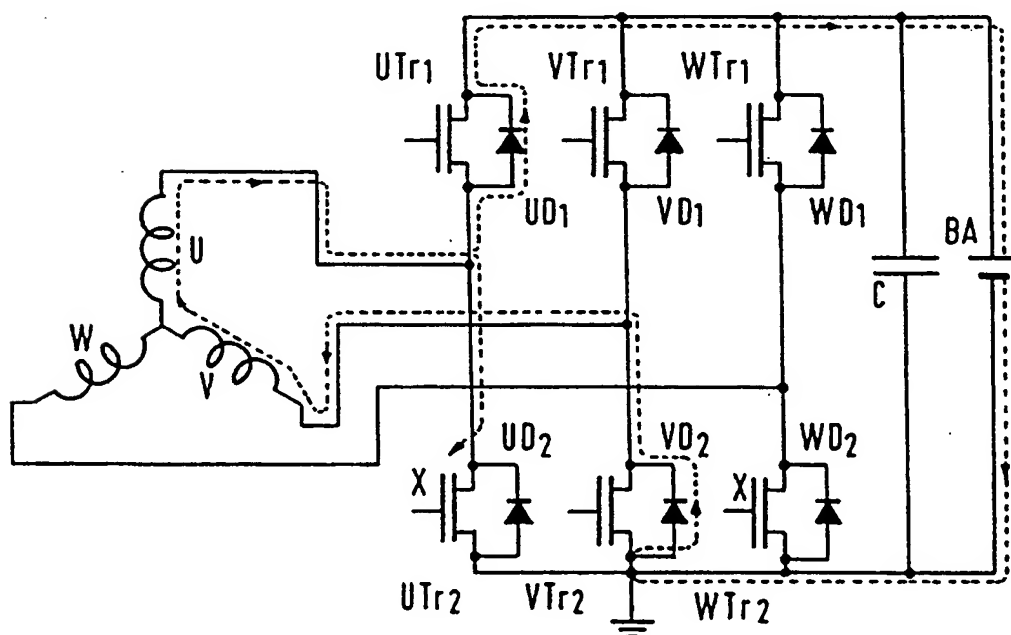 UTr1
VTr1
WTr1
UD1
VD1
WD1
BA
C
U
W
V
UD2
VD2
WD2
X
X
UTr2
VTr2
WTr2